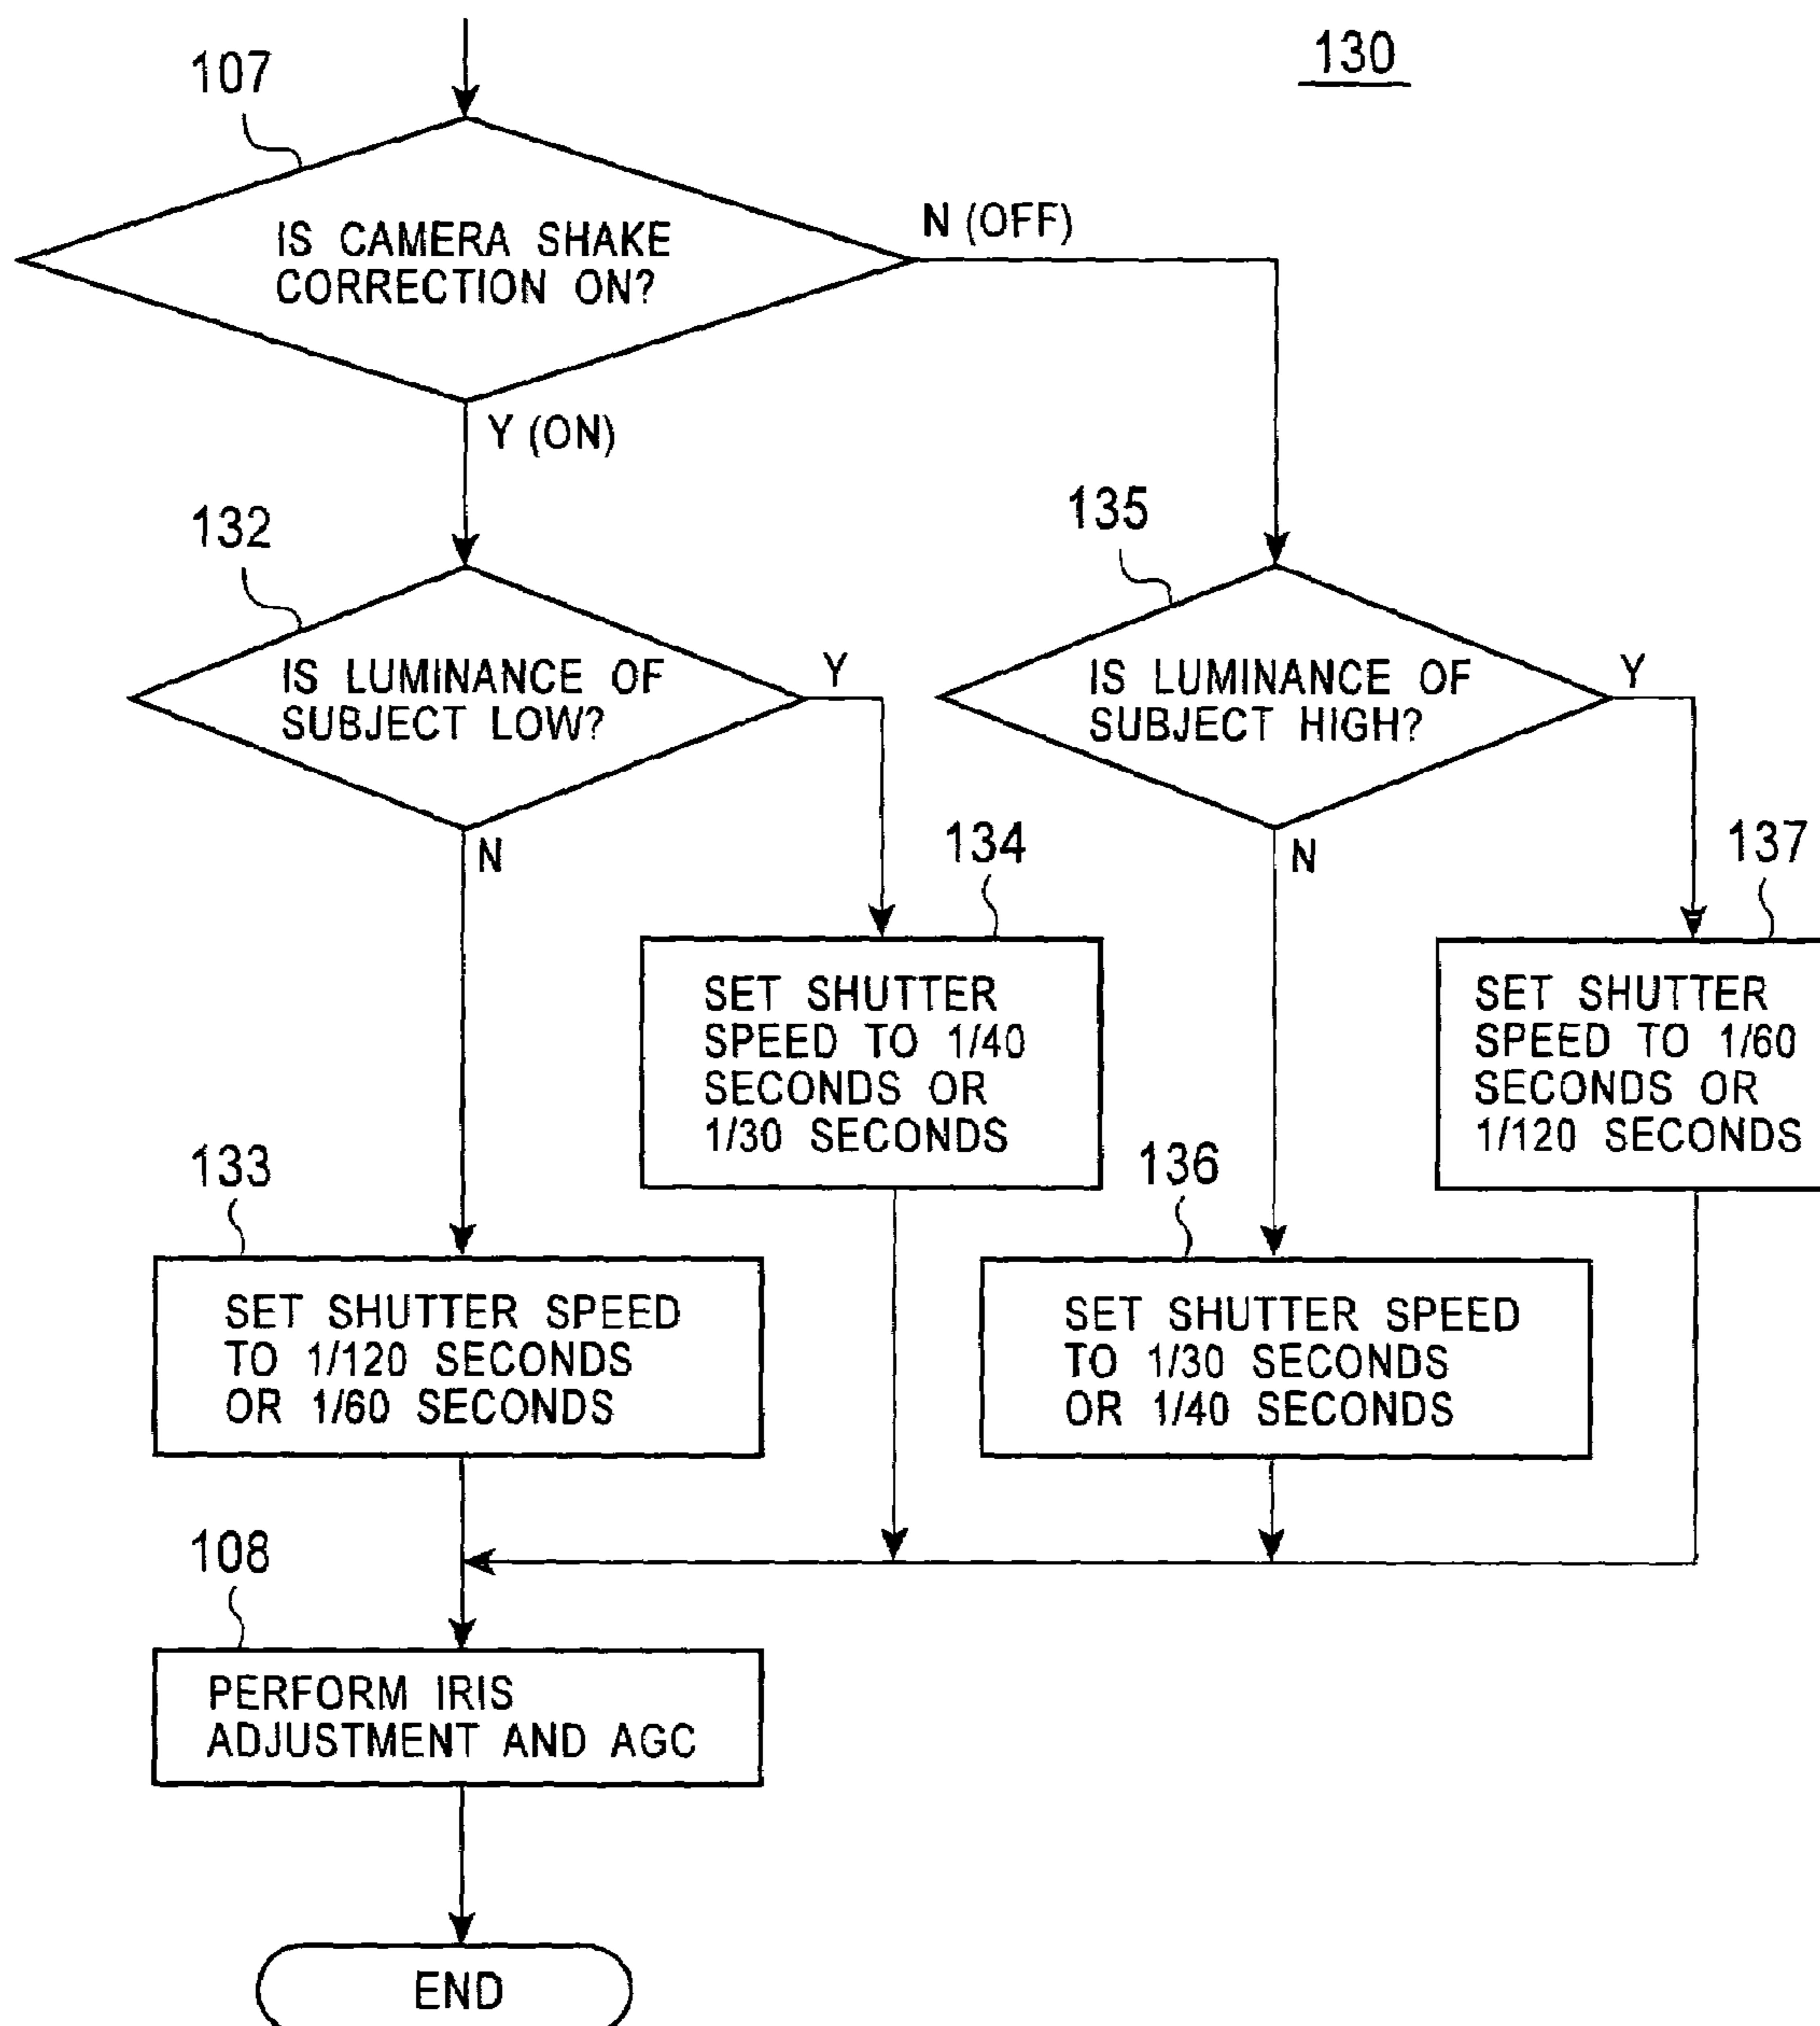 130
107
IS CAMERA SHAKE
CORRECTION ON?
N (OFF)
Y (ON)
132
IS LUMINANCE OF
SUBJECT LOW?
Y
N
135
IS LUMINANCE OF
SUBJECT HIGH?
Y
N
134
SET SHUTTER
SPEED TO 1/40
SECONDS OR
1/30 SECONDS
137
SET SHUTTER
SPEED TO 1/60
SECONDS OR
1/120 SECONDS
133
SET SHUTTER SPEED
TO 1/120 SECONDS
OR 1/60 SECONDS
136
SET SHUTTER SPEED
TO 1/30 SECONDS
OR 1/40 SECONDS
108
PERFORM IRIS
ADJUSTMENT AND AGC
END